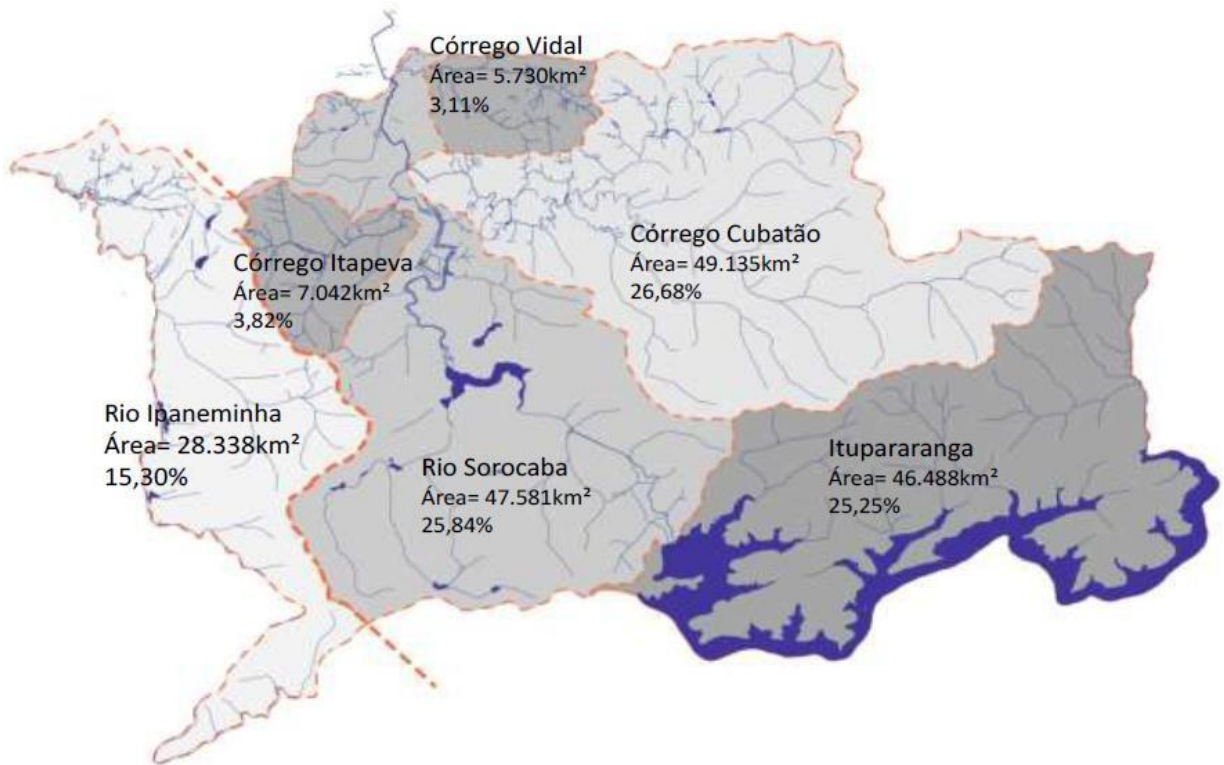 Córrego Vidal
Área= 5.730km²
3,11%
Córrego Cubatão
Área= 49.135km²
26,68%
Córrego Itapeva
Área= 7.042km²
3,82%
Rio Ipaneminha
Área= 28.338km²
15,30%
Rio Sorocaba
Área= 47.581km²
25,84%
Itupararanga
Área= 46.488km²
25,25%